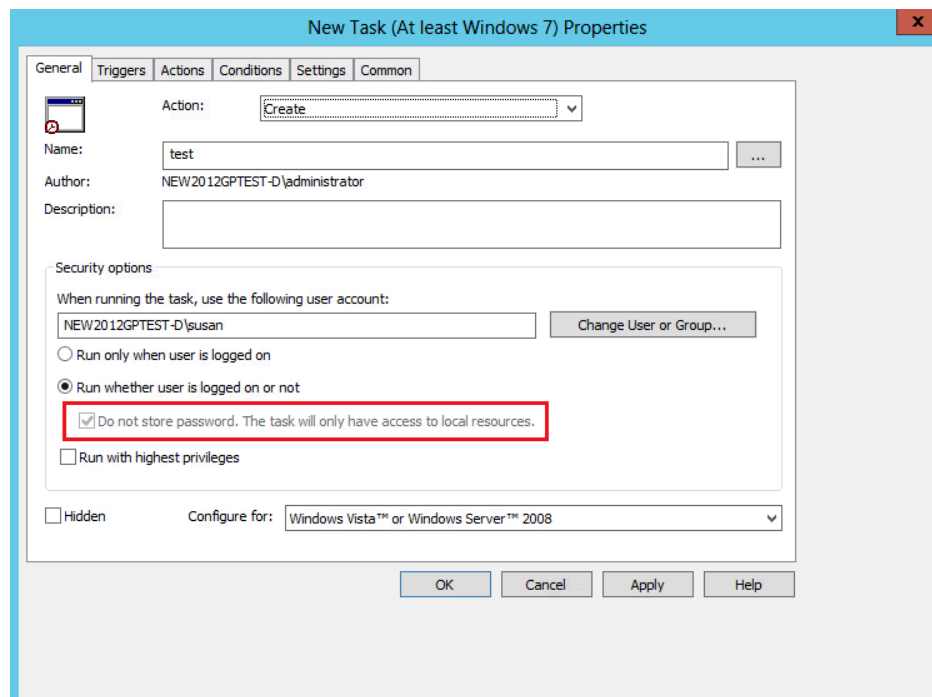 New Task (At least Windows 7) Properties
x
General Triggers Actions Conditions Settings Common
Action: Create
Name: test ...
Author: NEW2012GPTEST-D\administrator
Description:
Security options
When running the task, use the following user account:
NEW2012GPTEST-D\susan Change User or Group...
Run only when user is logged on
Run whether user is logged on or not
Do not store password. The task will only have access to local resources.
Run with highest privileges
Hidden Configure for: Windows Vista™ or Windows Server™ 2008
OK Cancel Apply Help